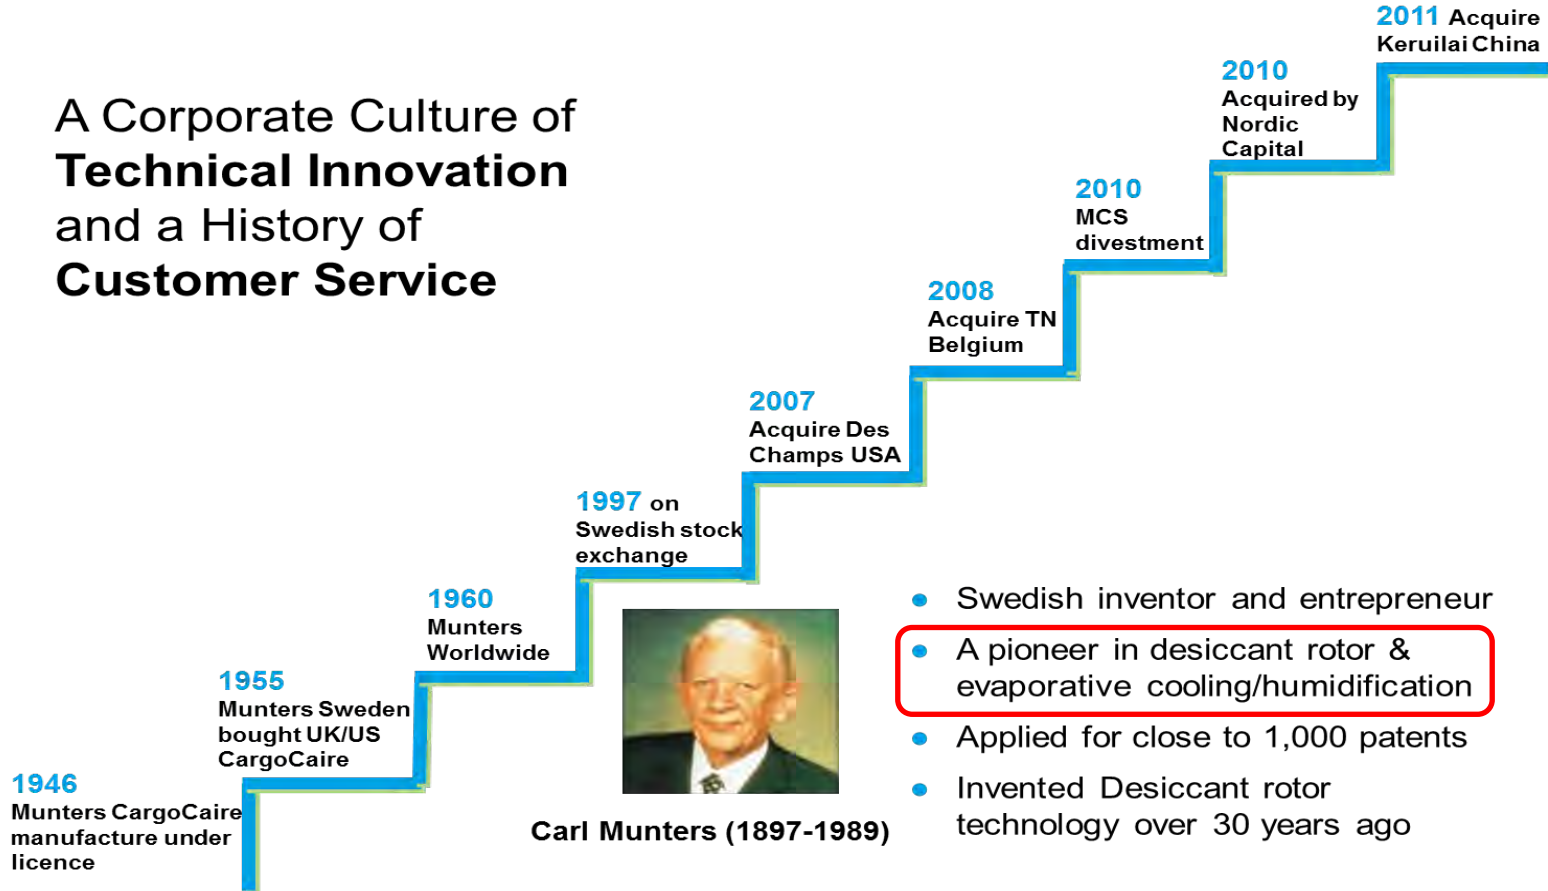 A Corporate Culture of
Technical Innovation
and a History of
Customer Service
1946
Munters CargoCaire
manufacture under
licence
1955
Munters Sweden
bought UK/US
CargoCaire
1960
Munters
Worldwide
1997 on
Swedish stock
exchange
2007
Acquire Des
Champs USA
2008
Acquire TN
Belgium
2010
MCS
divestment
2010
Acquired by
Nordic
Capital
2011 Acquire
Keruilai China
Carl Munters (1897-1989)
● Swedish inventor and entrepreneur
● A pioneer in desiccant rotor &
evaporative cooling/humidification
● Applied for close to 1,000 patents
● Invented Desiccant rotor
technology over 30 years ago